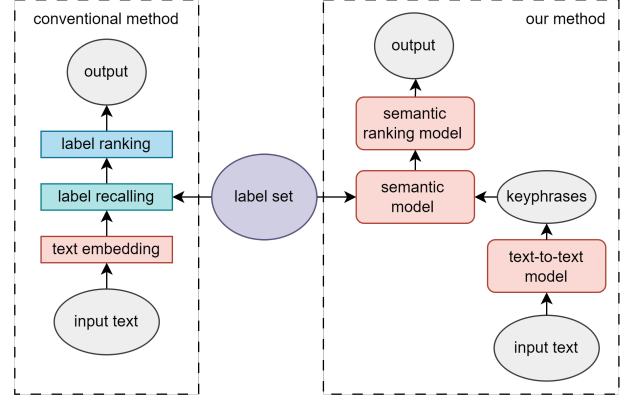 conventional method
output
label ranking
label recalling
text embedding
input text
label set
our method
output
semantic
ranking model
semantic
model
keyphrases
text-to-text
model
input text